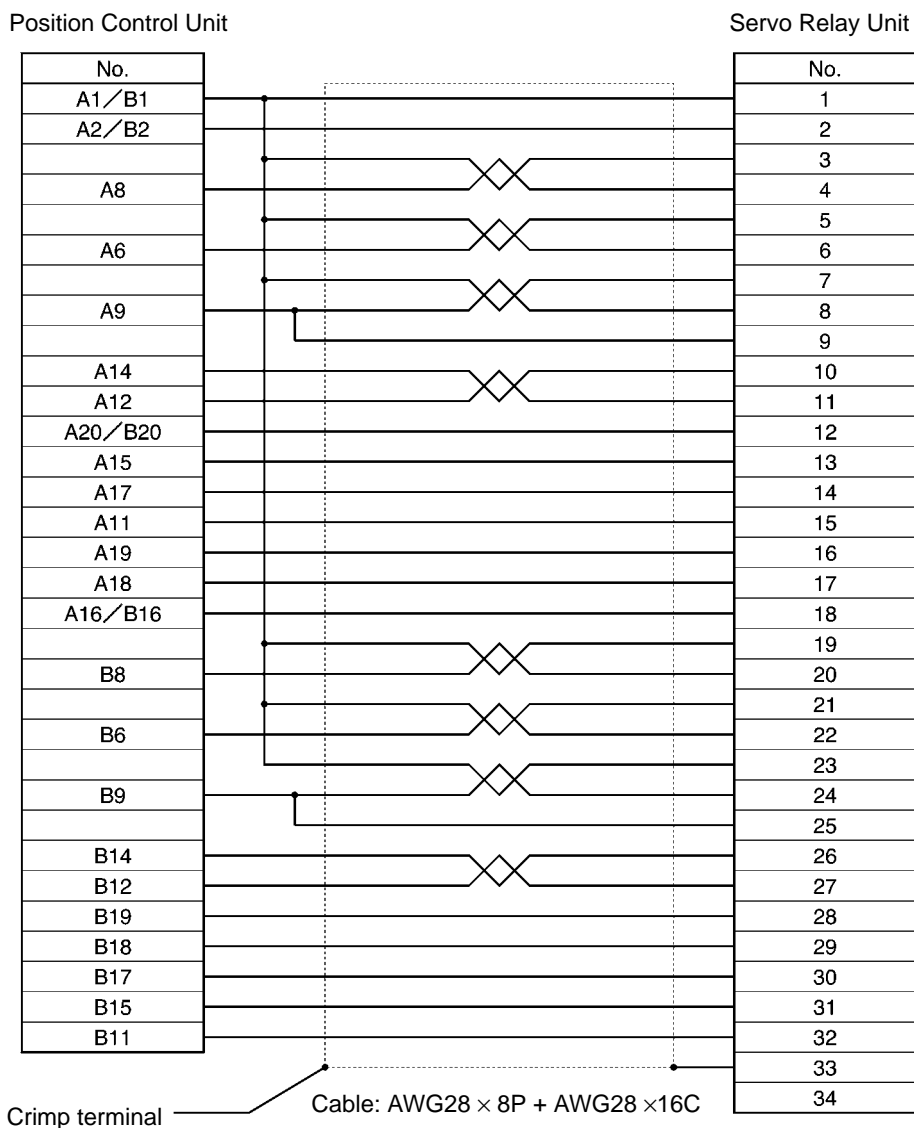 Position Control Unit Servo Relay Unit
No. No.
A1/B1 1
A2/B2 2
3
A8 4
5
A6 6
7
A9 8
9
A14 10
A12 11
A20/B20 12
A15 13
A17 14
A11 15
A19 16
A18 17
A16/B16 18
19
B8 20
21
B6 22
23
B9 24
25
B14 26
B12 27
B19 28
B18 29
B17 30
B15 31
B11 32
33
34
Crimp terminal Cable: AWG28 × 8P + AWG28 ×16C